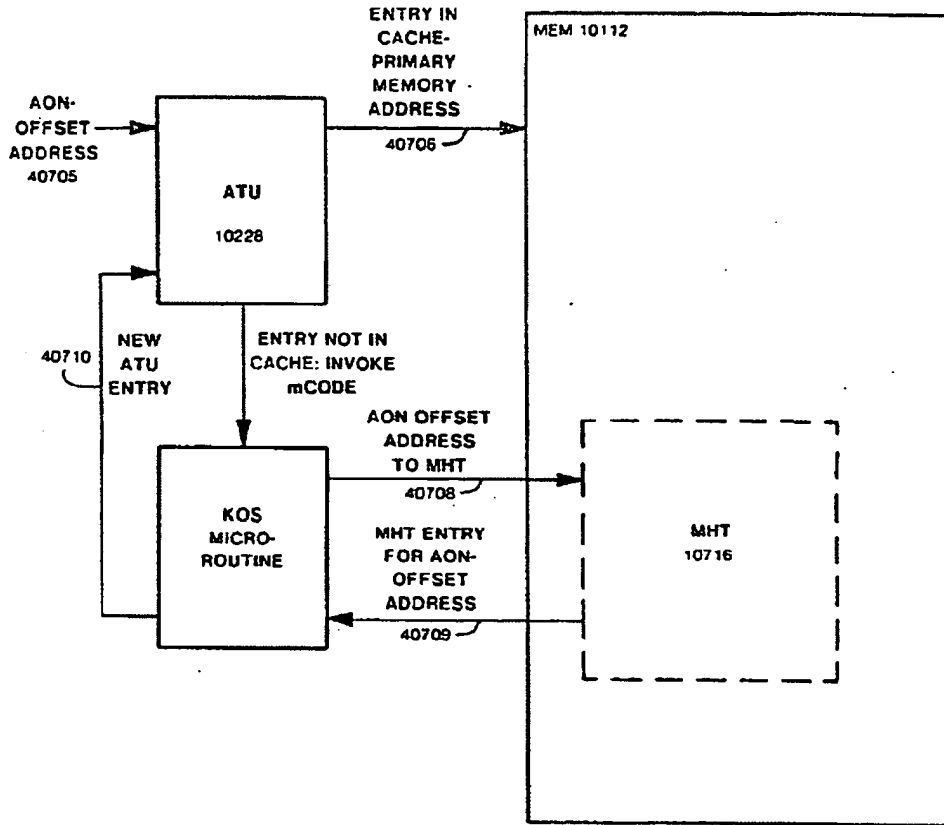 ENTRY IN
CACHE-
PRIMARY
MEMORY
ADDRESS
40706
MEM 10112
AON-
OFFSET
ADDRESS
40705
ATU
10228
40710
NEW
ATU
ENTRY
ENTRY NOT IN
CACHE: INVOKE
mCODE
AON OFFSET
ADDRESS
TO MHT
40708
KOS
MICRO-
ROUTINE
MHT ENTRY
FOR AON-
OFFSET
ADDRESS
40709
MHT
10716